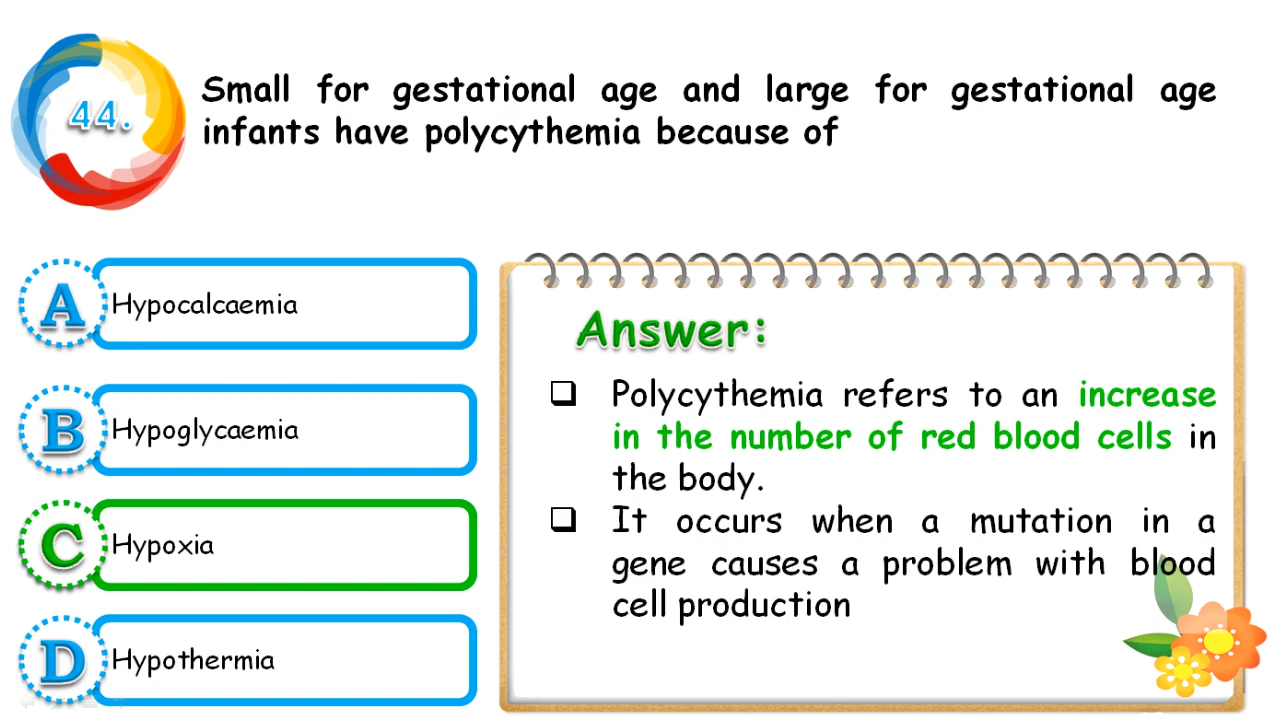 44.
Small for gestational age and large for gestational age
infants have polycythemia because of
A Hypocalcaemia
B Hypoglycaemia
C Hypoxia
D Hypothermia
Answer:
❑ Polycythemia refers to an increase
in the number of red blood cells in
the body.
❑ It occurs when a mutation in a
gene causes a problem with blood
cell production